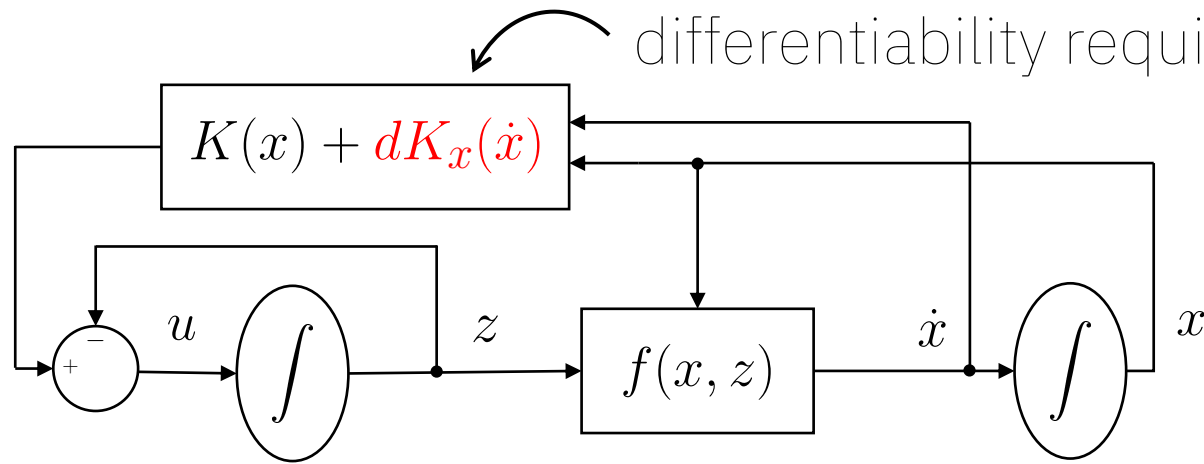 differentiability requi
K(x) + dK_x(ẋ)
−
+
u
∫
z
f(x, z)
ẋ
∫
x